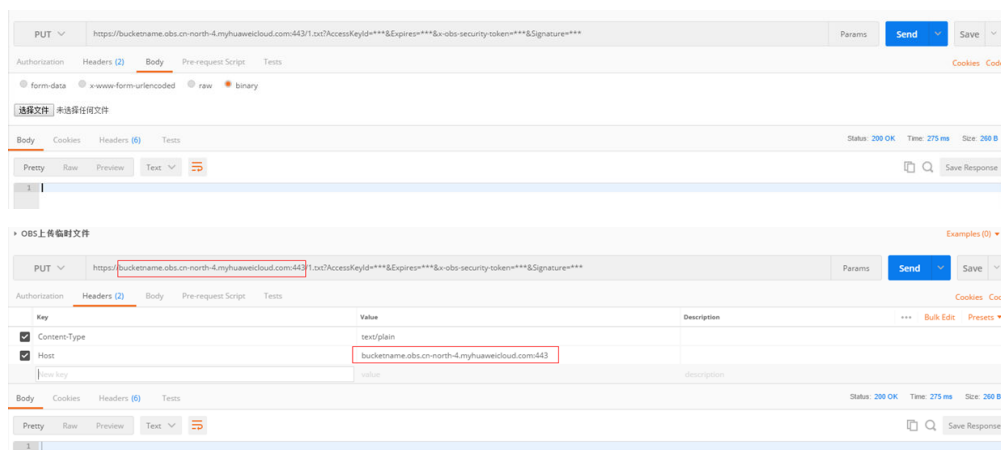 PUT https://bucketname.obs.cn-north-4.myhuaweicloud.com:443/1.txt?AccessKeyId=***&Expires=***&x-obs-security-token=***&Signature=*** Params Send Save
Authorization Headers (2) Body Pre-request Script Tests Cookies Code
form-data x-www-form-urlencoded raw binary
选择文件 未选择任何文件
Body Cookies Headers (6) Tests Status: 200 OK Time: 275 ms Size: 260 B
Pretty Raw Preview Text Save Response
1
OBS上传临时文件 Examples (0)
PUT https://bucketname.obs.cn-north-4.myhuaweicloud.com:443/1.txt?AccessKeyId=***&Expires=***&x-obs-security-token=***&Signature=*** Params Send Save
Authorization Headers (2) Body Pre-request Script Tests Cookies Coc
Key Value Description Bulk Edit Presets
Content-Type text/plain
Host bucketname.obs.cn-north-4.myhuaweicloud.com:443
New key value description
Body Cookies Headers (6) Tests Status: 200 OK Time: 275 ms Size: 260 B
Pretty Raw Preview Text Save Response
1